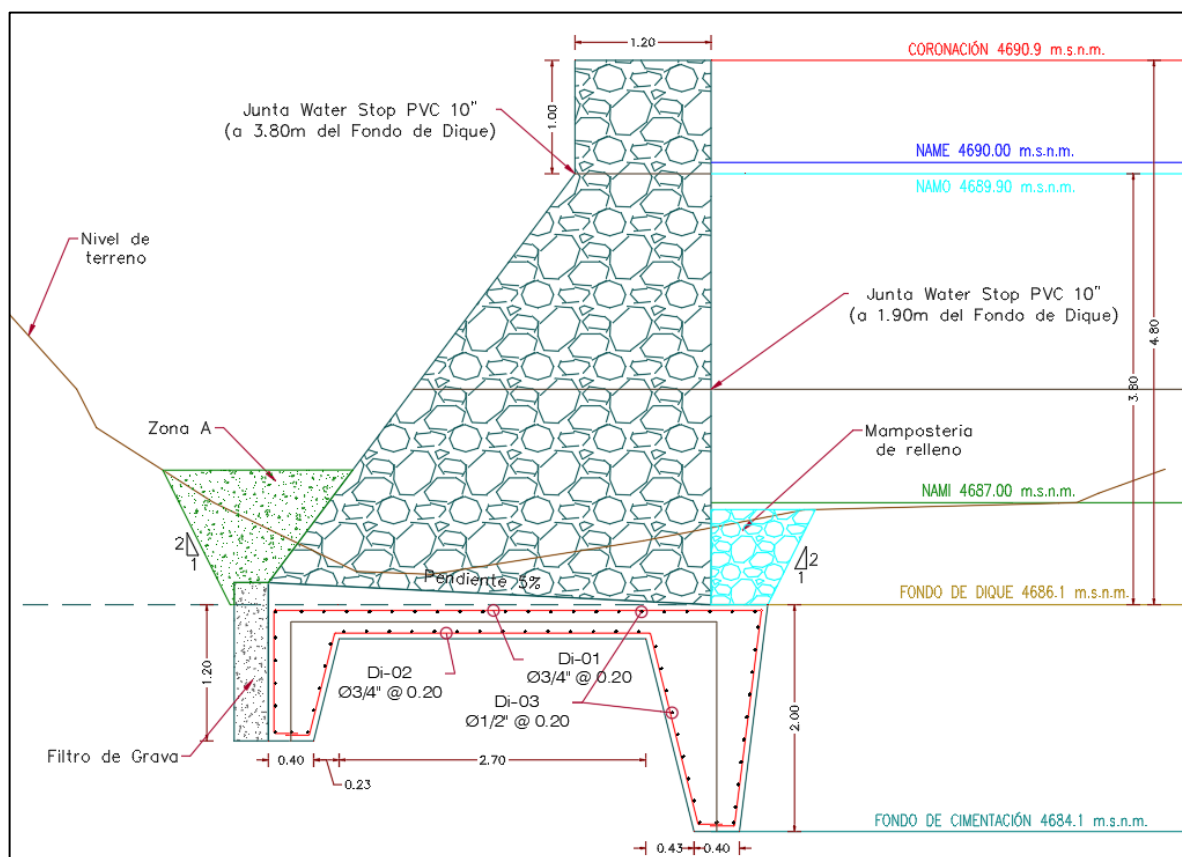 1.20
CORONACIÓN 4690.9 m.s.n.m.
Junta Water Stop PVC 10"
(a 3.80m del Fondo de Dique)
1.00
NAME 4690.00 m.s.n.m.
NAMO 4689.90 m.s.n.m.
Nivel de
terreno
Junta Water Stop PVC 10"
(a 1.90m del Fondo de Dique)
4.80
3.80
Zona A
Mamposteria
de relleno
NAMI 4687.00 m.s.n.m.
2
1
2
1
Pendiente 5%
FONDO DE DIQUE 4686.1 m.s.n.m.
1.20
Di-02
Ø3/4" @ 0.20
Di-01
Ø3/4" @ 0.20
Di-03
Ø1/2" @ 0.20
2.00
Filtro de Grava
0.40
0.23
2.70
FONDO DE CIMENTACIÓN 4684.1 m.s.n.m.
0.43
0.40